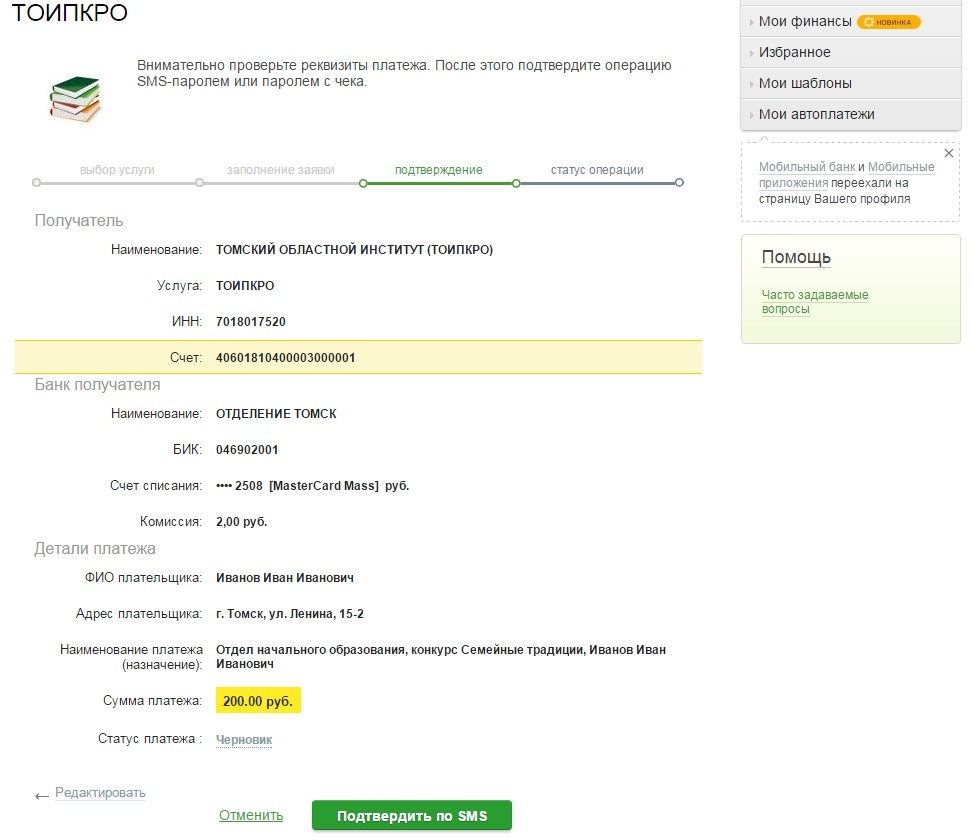 ТОИПКРО
Внимательно проверьте реквизиты платежа. После этого подтвердите операцию
SMS-паролем или паролем с чека.
выбор услуги
заполнение заявки
подтверждение
статус операции
Получатель
Наименование: ТОМСКИЙ ОБЛАСТНОЙ ИНСТИТУТ (ТОИПКРО)
Услуга: ТОИПКРО
ИНН: 7018017520
Счет: 40601810400003000001
Банк получателя
Наименование: ОТДЕЛЕНИЕ ТОМСК
БИК: 046902001
Счет списания: •••• 2508 [MasterCard Mass] руб.
Комиссия: 2,00 руб.
Детали платежа
ФИО плательщика: Иванов Иван Иванович
Адрес плательщика: г. Томск, ул. Ленина, 15-2
Наименование платежа Отдел начального образования, конкурс Семейные традиции, Иванов Иван
(назначение): Иванович
Сумма платежа: 200.00 руб.
Статус платежа : Черновик
← Редактировать
Отменить
Подтвердить по SMS
Мои финансы НОВИНКА
Избранное
Мои шаблоны
Мои автоплатежи
Мобильный банк и Мобильные
приложения переехали на
страницу Вашего профиля
Помощь
Часто задаваемые
вопросы